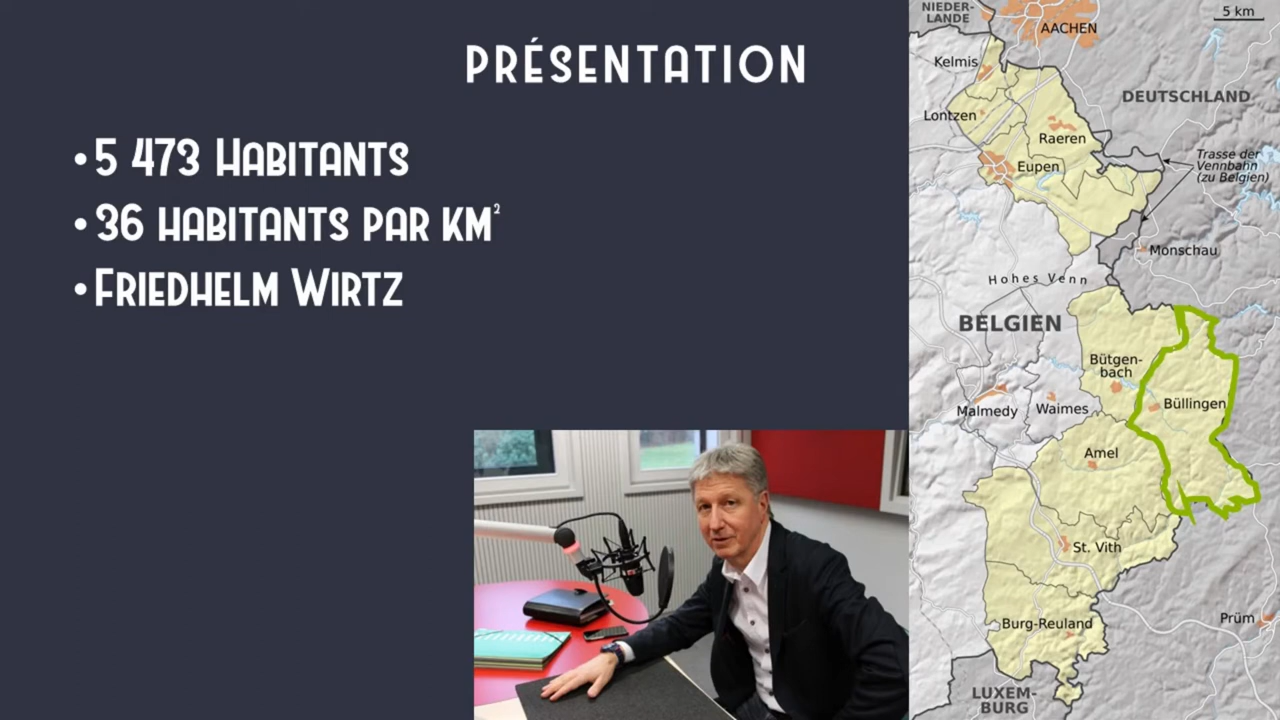 PRÉSENTATION
• 5 473 HABITANTS
• 36 HABITANTS PAR KM²
• FRIEDHELM WIRTZ
NIEDER-
LANDE
5 km
AACHEN
Kelmis
DEUTSCHLAND
Lontzen
Raeren
Trasse der
Vennbahn
(zu Belgien)
Eupen
Monschau
Hohes Venn
BELGIEN
Bütgen-
bach
Büllingen
Malmedy
Waimes
Amel
St. Vith
Burg-Reuland
Prüm
LUXEM-
BURG